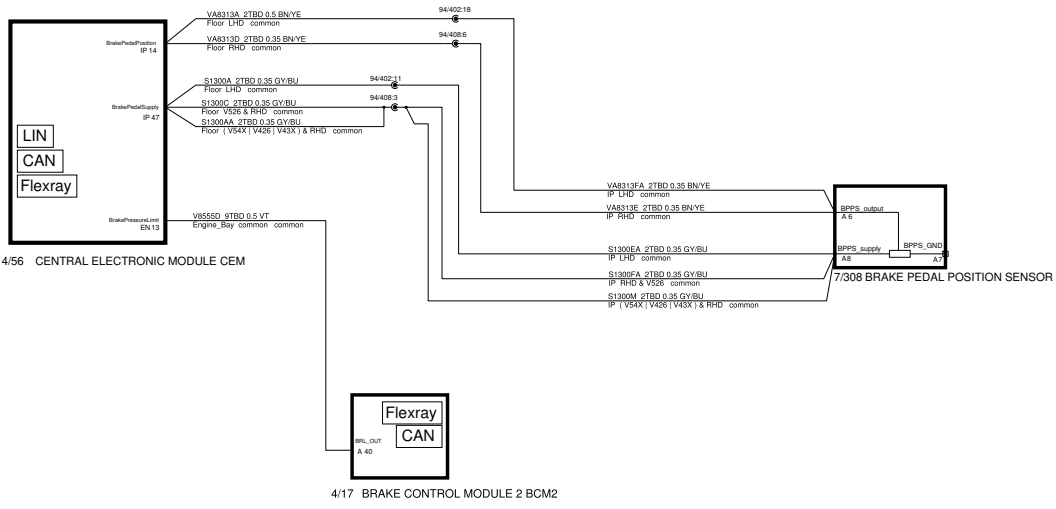 VA8313A 2TBD 0.5 BN/YE
Floor LHD common
94/402:18
BrakePedalPosition
IP 14
VA8313D 2TBD 0.35 BN/YE
Floor RHD common
94/408:6
S1300A 2TBD 0.35 GY/BU
Floor LHD common
94/402:11
BrakePedalSupply
IP 47
S1300C 2TBD 0.35 GY/BU
Floor V526 & RHD common
94/408:3
S1300AA 2TBD 0.35 GY/BU
Floor ( V54X | V426 | V43X ) & RHD common
LIN
CAN
Flexray
BrakePressureLimit
EN 13
V8555D 9TBD 0.5 VT
Engine_Bay common common
4/56 CENTRAL ELECTRONIC MODULE CEM
VA8313FA 2TBD 0.35 BN/YE
IP LHD common
VA8313E 2TBD 0.35 BN/YE
IP RHD common
BPPS_output
A 6
S1300EA 2TBD 0.35 GY/BU
IP LHD common
BPPS_supply
A8
BPPS_GND
A7
S1300FA 2TBD 0.35 GY/BU
IP RHD & V526 common
7/308 BRAKE PEDAL POSITION SENSOR
S1300M 2TBD 0.35 GY/BU
IP ( V54X | V426 | V43X ) & RHD common
Flexray
CAN
BRL_OUT
A 40
4/17 BRAKE CONTROL MODULE 2 BCM2